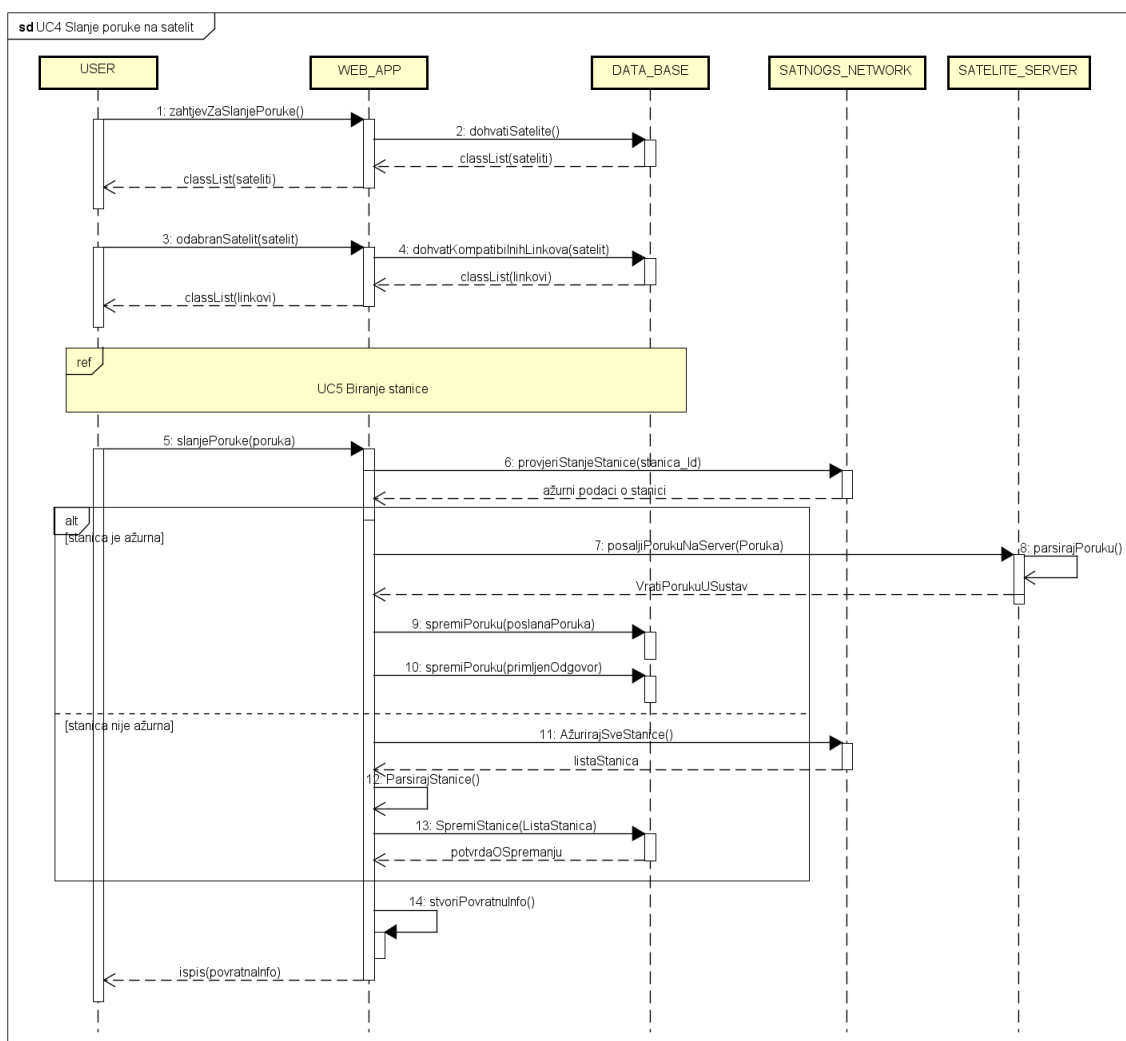 sd UC4 Slanje poruke na satelit
USER
WEB_APP
DATA_BASE
SATNOGS_NETWORK
SATELITE_SERVER
1: zahtjevZaSlanjePoruke()
2: dohvatiSatelite()
classList(sateliti)
classList(sateliti)
3: odabranSatelit(satelit)
4: dohvatKompatibilnihLinkova(satelit)
classList(linkovi)
classList(linkovi)
ref
UC5 Biranje stanice
5: slanjePoruke(poruka)
6: provjeriStanjeStanice(stanica_Id)
ažurni podaci o stanici
alt
[stanica je ažurna]
7: posaljiPorukuNaServer(Poruka)
8: parsirajPoruku()
VratiPorukuUSustav
9: spremiPoruku(poslanaPoruka)
10: spremiPoruku(primljenOdgovor)
[stanica nije ažurna]
11: AžurirajSveStanice()
listaStanica
12: ParsirajStanice()
13: SpremiStanice(ListaStanica)
potvrdaOSpremanju
14: stvoriPovratnuInfo()
ispis(povratnaInfo)